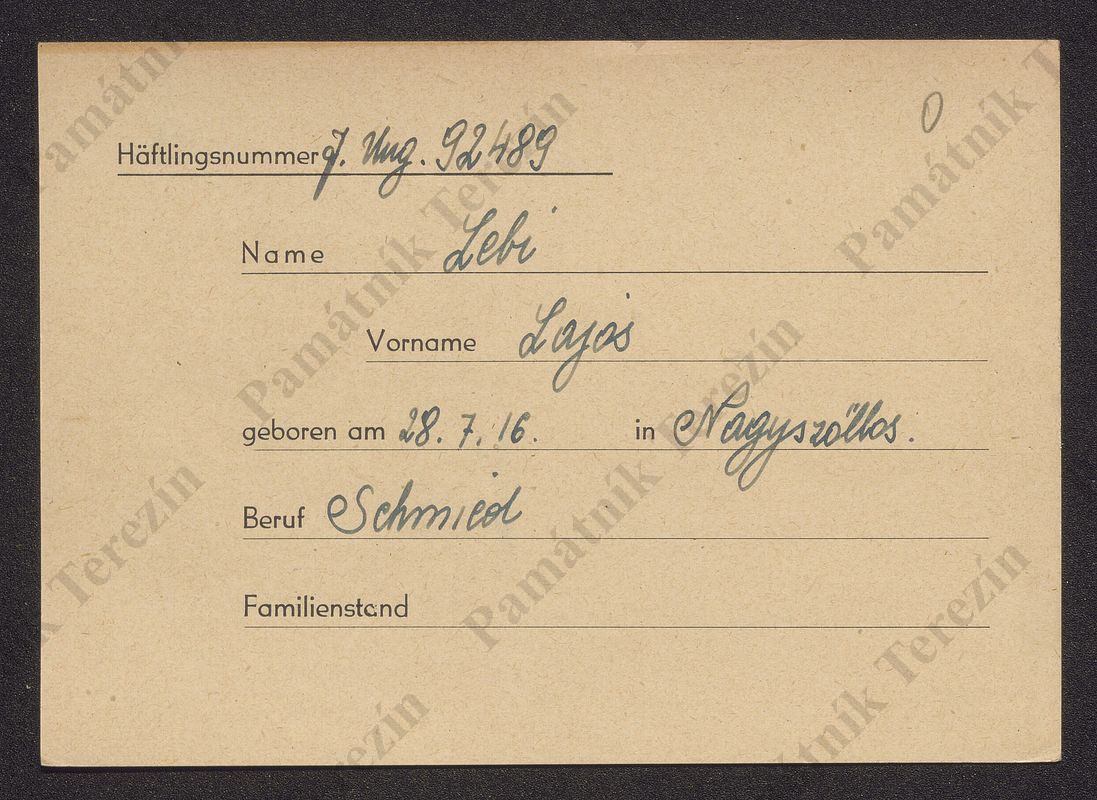 0
Häftlingsnummer J. Ung. 92489
Name Lebi
Vorname Lajos
geboren am 28. 7. 16. in Nagyszöllos.
Beruf Schmied
Familienstand
Památník Terezín